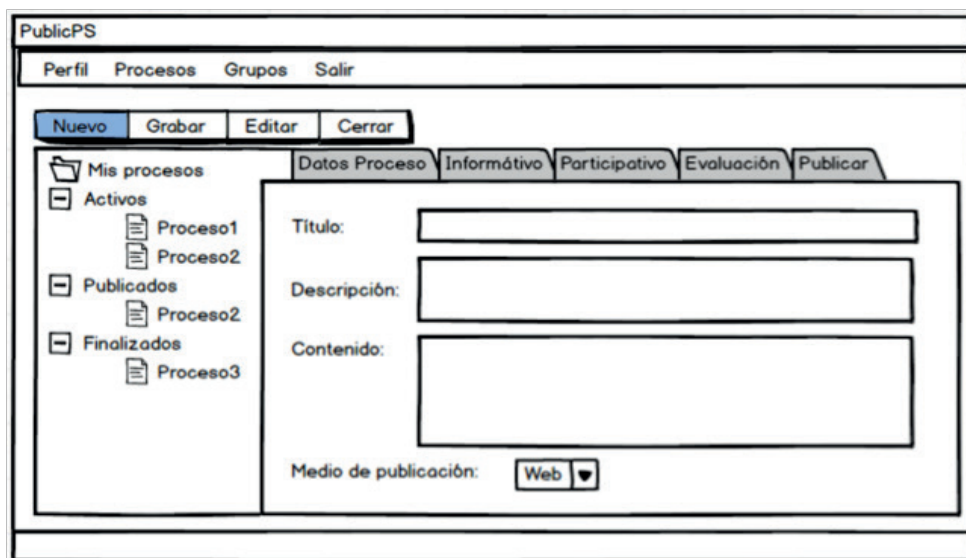 PublicPS
Perfil Procesos Grupos Salir
Nuevo Grabar Editar Cerrar
Mis procesos
Activos
Proceso1
Proceso2
Publicados
Proceso2
Finalizados
Proceso3
Datos Proceso Informátivo Participativo Evaluación Publicar
Título:
Descripción:
Contenido:
Medio de publicación: Web